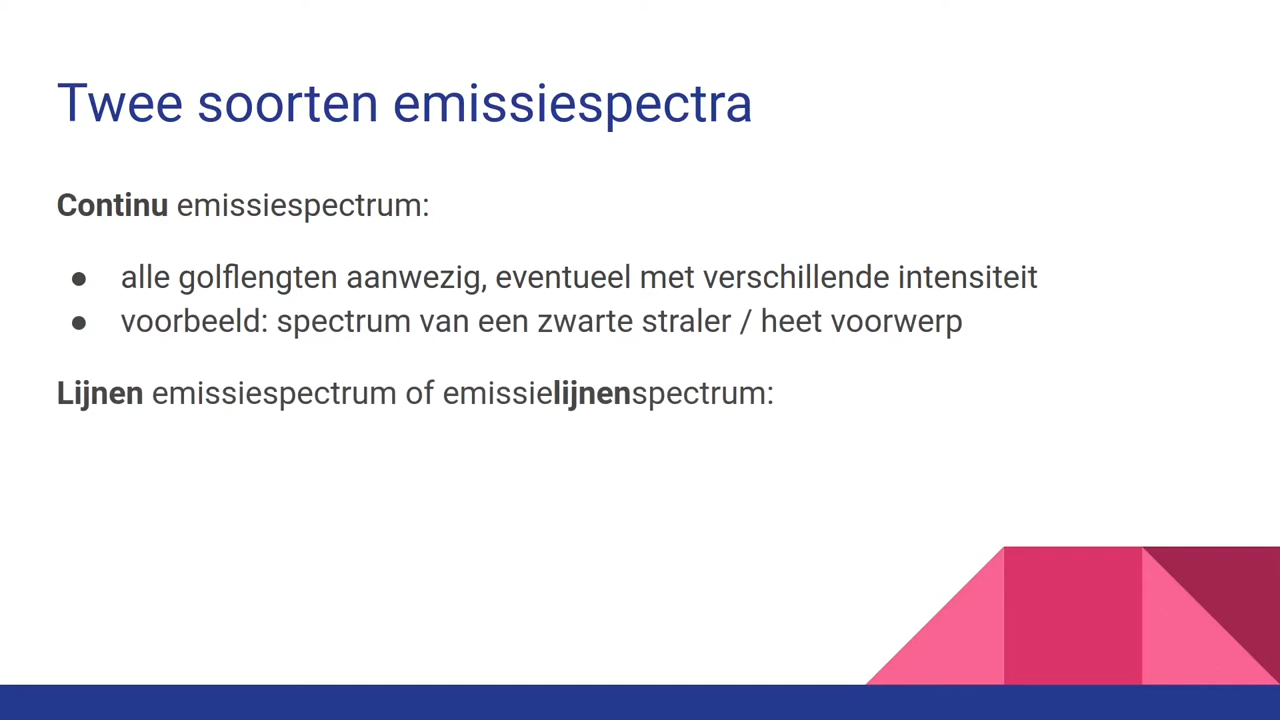 Twee soorten emissiespectra
Continu emissiespectrum:
● alle golflengten aanwezig, eventueel met verschillende intensiteit
● voorbeeld: spectrum van een zwarte straler / heet voorwerp
Lijnen emissiespectrum of emissielijnenspectrum: